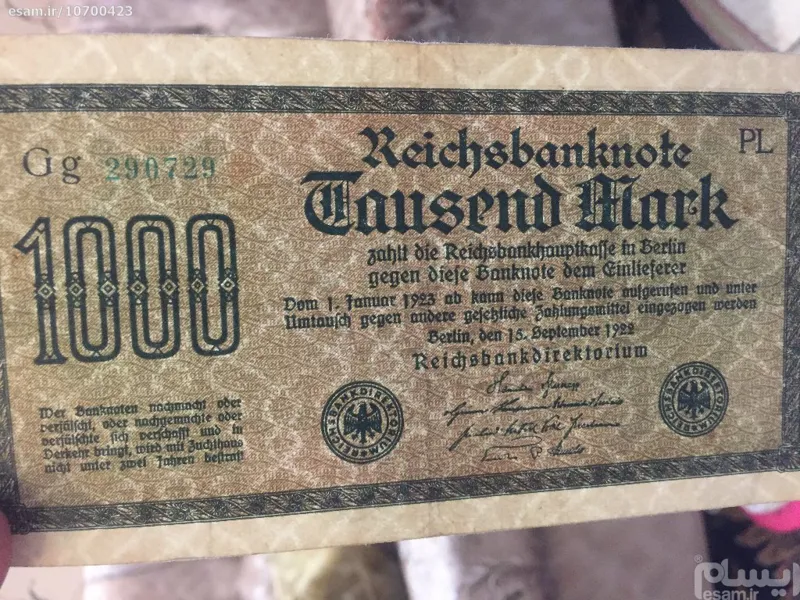 esam.ir/10700423
Reichsbanknote
PL
Gg 290729
Tausend Mark
1000
zahlt die Reichsbankhauptkasse in Berlin
gegen diese Banknote dem Einlieferer
Dom 1. Januar 1923 ab kann diese Banknote aufgerufen und unter
Umtausch gegen andere gesetzliche Zahlungsmittel eingezogen werden
Berlin, den 15. September 1922
Reichsbankdirektorium
Wer Banknoten nachmacht oder
verfälscht, oder nachgemachte oder
verfälschte sich verschafft und in
Verkehr bringt, wird mit Zuchthaus
nicht unter zwei Jahren bestraft
REICHSBANKDIREKTORIUM
REICHSBANKDIREKTORIUM
ایسام
esam.ir